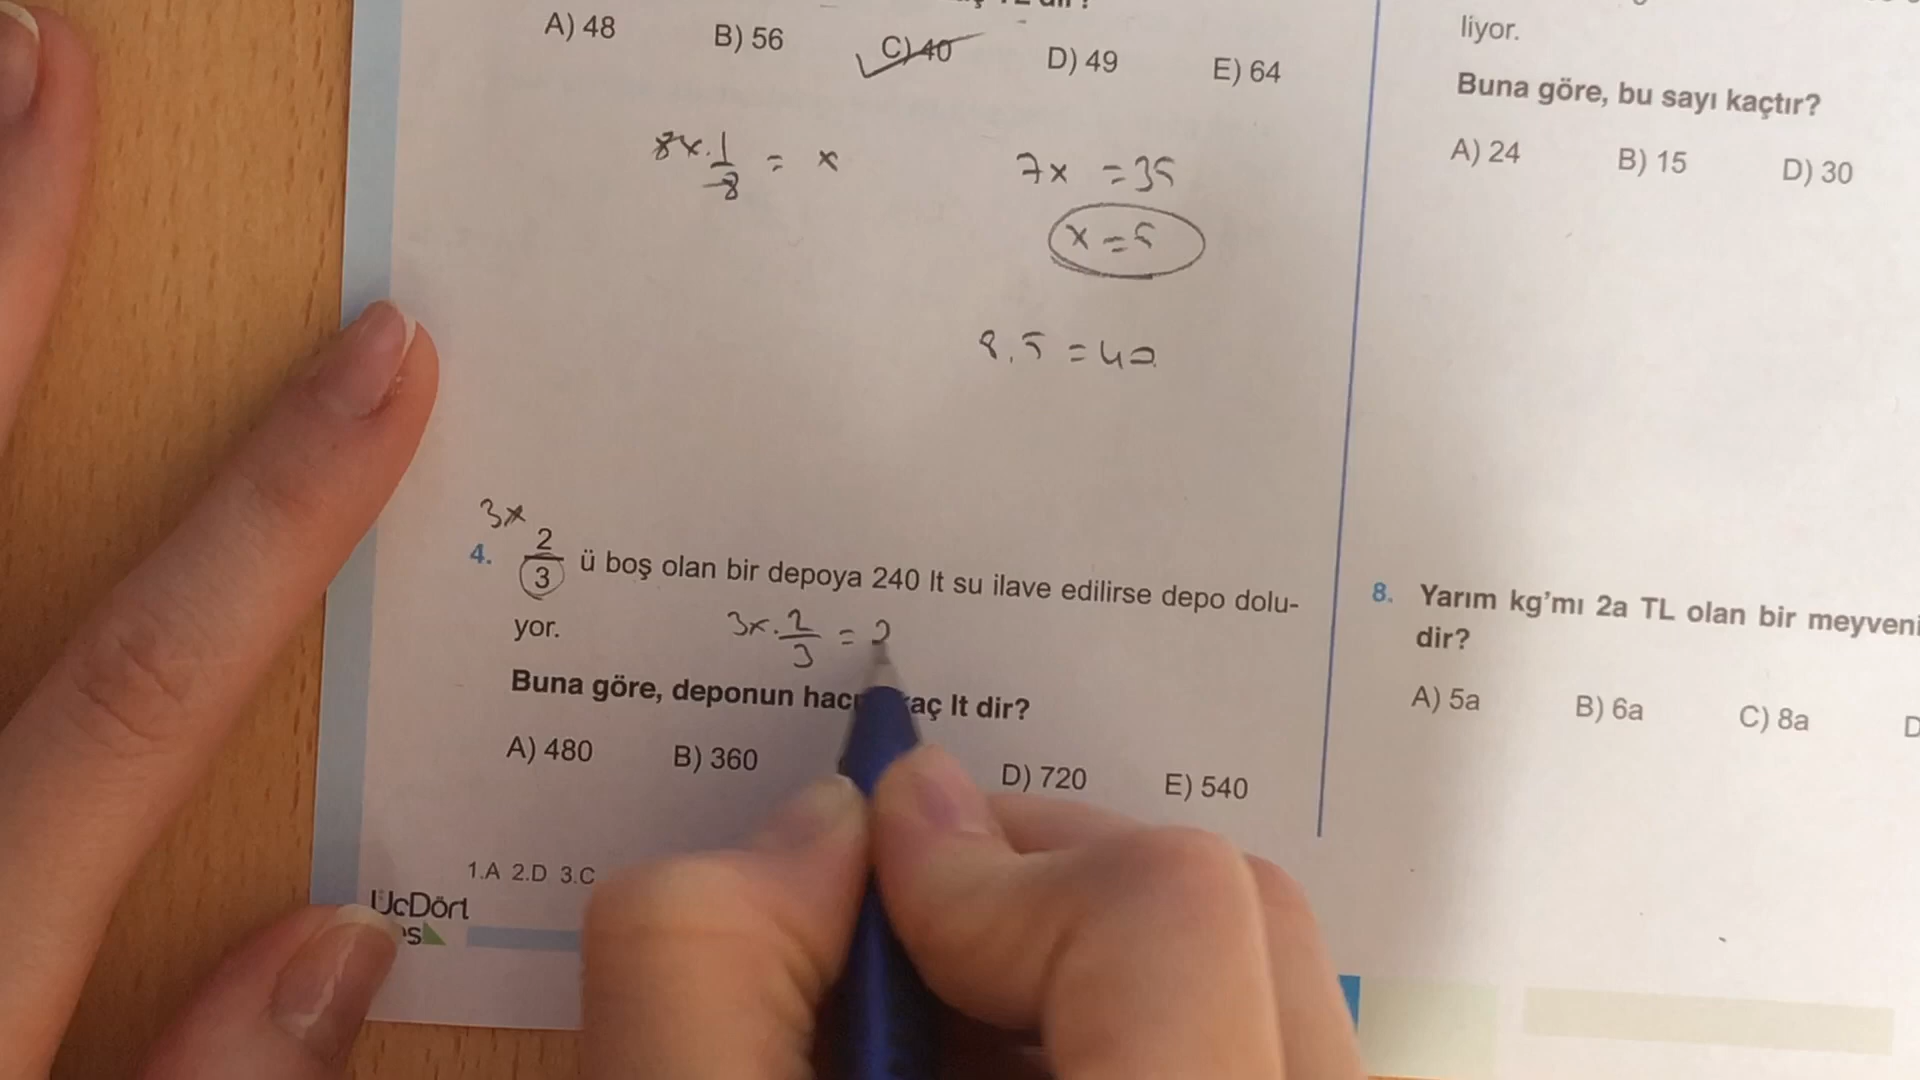 A) 48 B) 56 C) 40 D) 49 E) 64
8x . 1/8 = x
7x = 35
x = 5
8 . 5 = 40
3x
4. 2/3 ü boş olan bir depoya 240 lt su ilave edilirse depo dolu-
yor.
3x . 2/3 = 2
Buna göre, deponun kaç lt dir?
A) 480 B) 360 D) 720 E) 540
1.A 2.D 3.C
ÜçDört
liyor.
Buna göre, bu sayı kaçtır?
A) 24 B) 15 D) 30
8. Yarım kg'mı 2a TL olan bir meyveni
dir?
A) 5a B) 6a C) 8a D